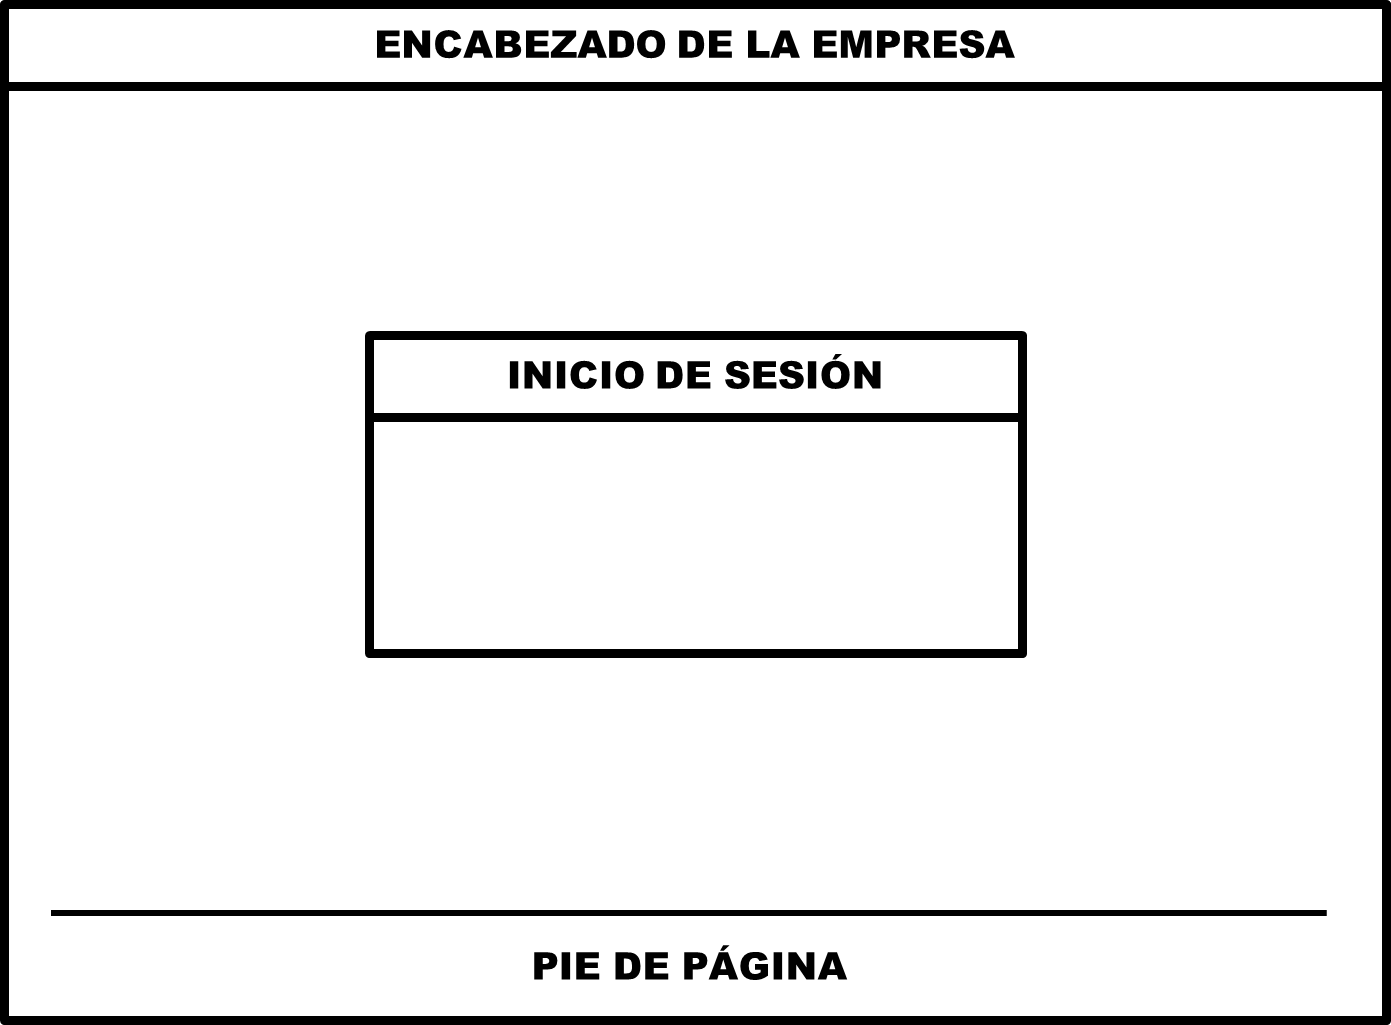 ENCABEZADO DE LA EMPRESA
INICIO DE SESIÓN
PIE DE PÁGINA